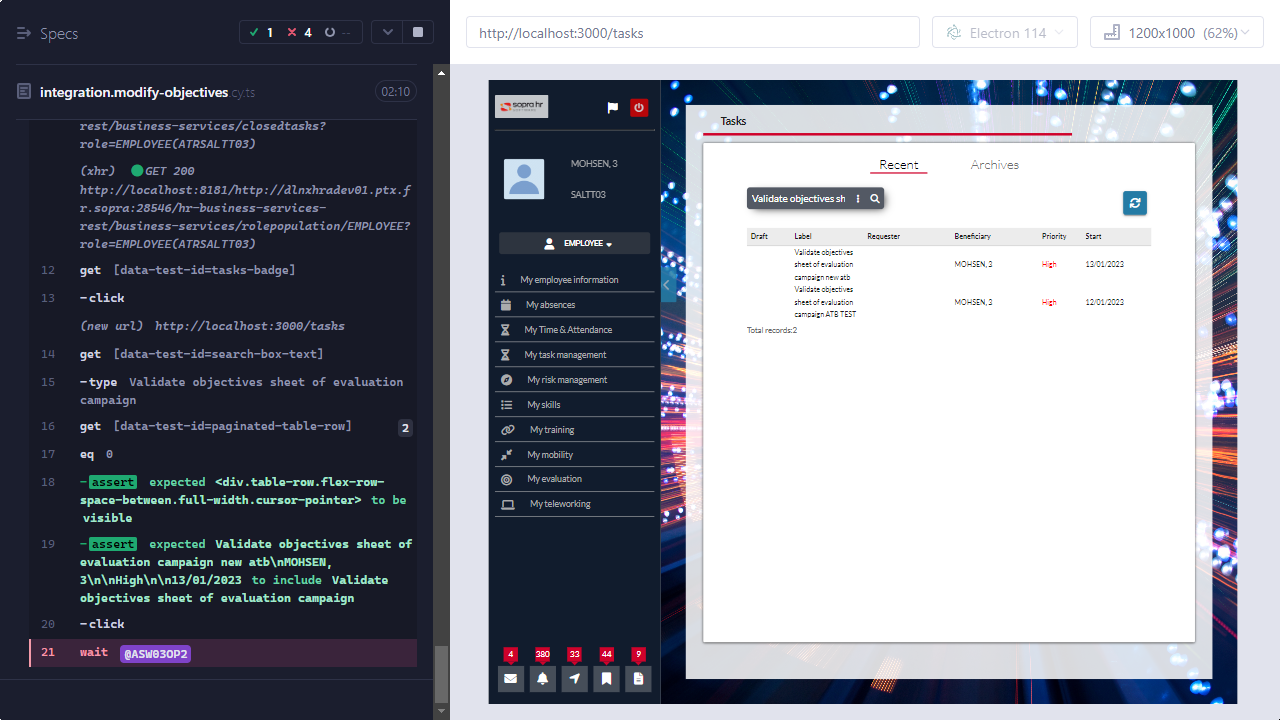 Specs
1
4
--
integration.modify-objectives.cy.ts
02:10
rest/business-services/closedtasks?
role=EMPLOYEE(ATRSALTT03)
(xhr) GET 200
http://localhost:8181/http://dlnxhradev01.ptx.f
r.sopra:28546/hr-business-services-
rest/business-services/rolepopulation/EMPLOYEE?
role=EMPLOYEE(ATRSALTT03)
12 get [data-test-id=tasks-badge]
13 -click
(new url) http://localhost:3000/tasks
14 get [data-test-id=search-box-text]
15 -type Validate objectives sheet of evaluation
campaign
16 get [data-test-id=paginated-table-row] 2
17 eq 0
18 -assert expected <div.table-row.flex-row-
space-between.full-width.cursor-pointer> to be
visible
19 -assert expected Validate objectives sheet of
evaluation campaign new atb\nMOHSEN,
3\n\nHigh\n\n13/01/2023 to include Validate
objectives sheet of evaluation campaign
20 -click
21 wait @ASW03OP2
http://localhost:3000/tasks
Electron 114
1200x1000 (62%)
sopra hr
MOHSEN, 3
SALTT03
EMPLOYEE
My employee information
My absences
My Time & Attendance
My task management
My risk management
My skills
My training
My mobility
My evaluation
My teleworking
4 380 33 44 9
Tasks
Recent Archives
Validate objectives sh
Draft Label Requester Beneficiary Priority Start
Validate objectives
sheet of evaluation MOHSEN, 3 High 13/01/2023
campaign new atb
Validate objectives
sheet of evaluation MOHSEN, 3 High 12/01/2023
campaign ATB TEST
Total records:2